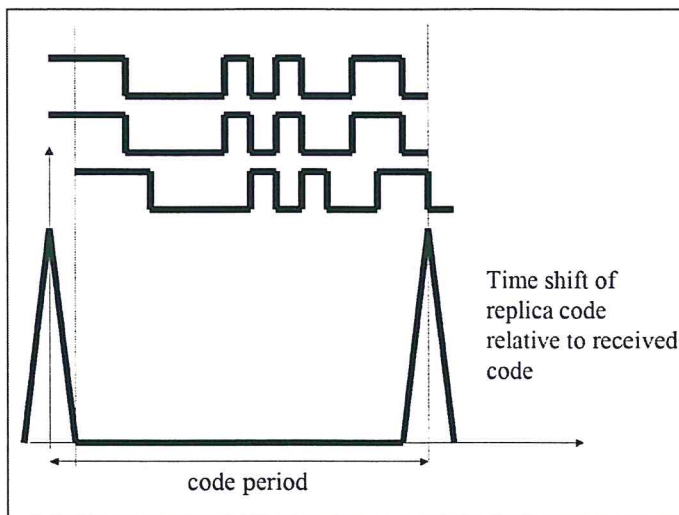 Time shift of
replica code
relative to received
code
code period